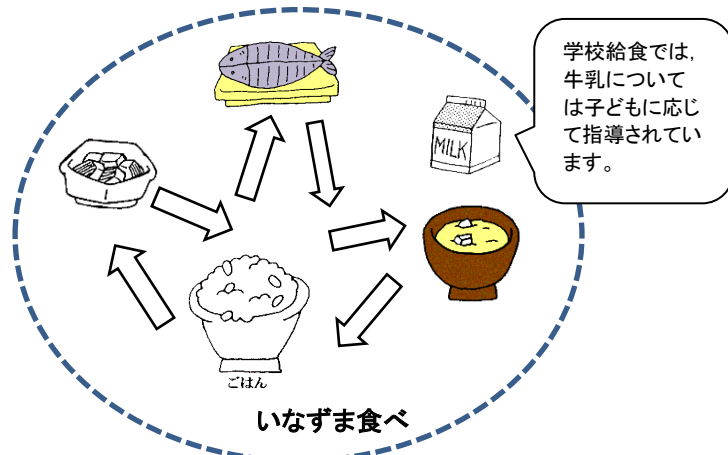 学校給食では,
牛乳について
は子どもに応じ
て指導されてい
ます。
MILK
ごはん
いなずま食べ